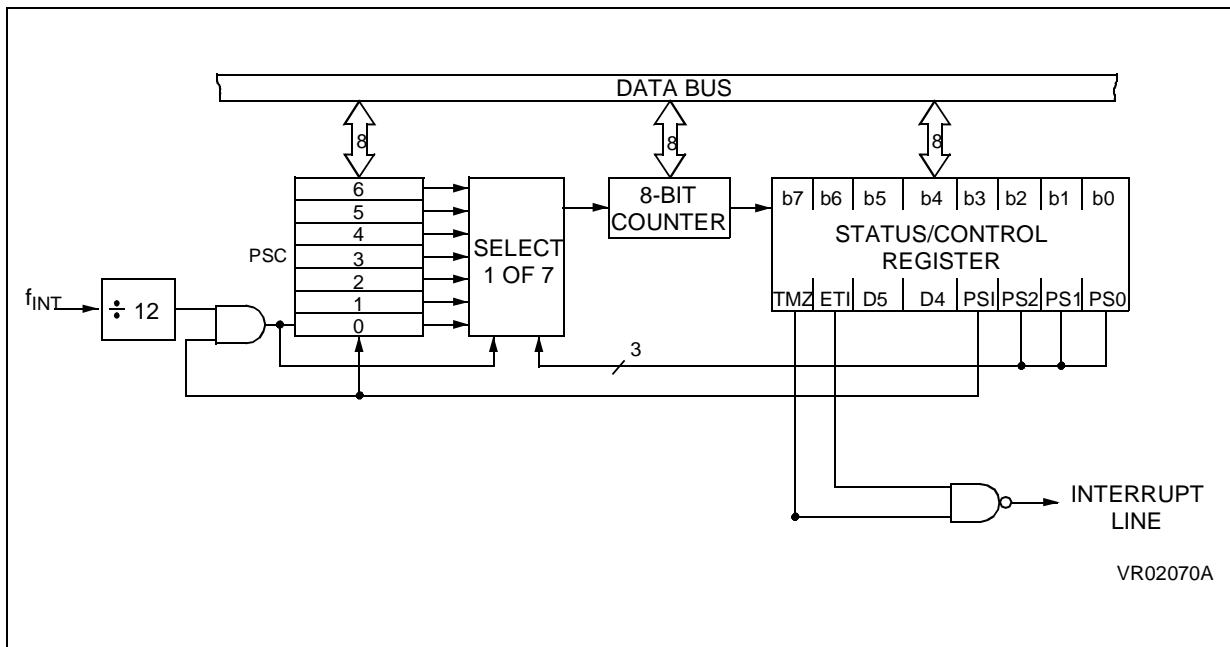 DATA BUS
8
8
8
6
5
4
3
2
1
0
PSC
fINT
÷ 12
SELECT
1 OF 7
8-BIT
COUNTER
b7 b6 b5 b4 b3 b2 b1 b0
STATUS/CONTROL
REGISTER
TMZ ETI D5 D4 PSI PS2 PS1 PS0
3
INTERRUPT
LINE
VR02070A